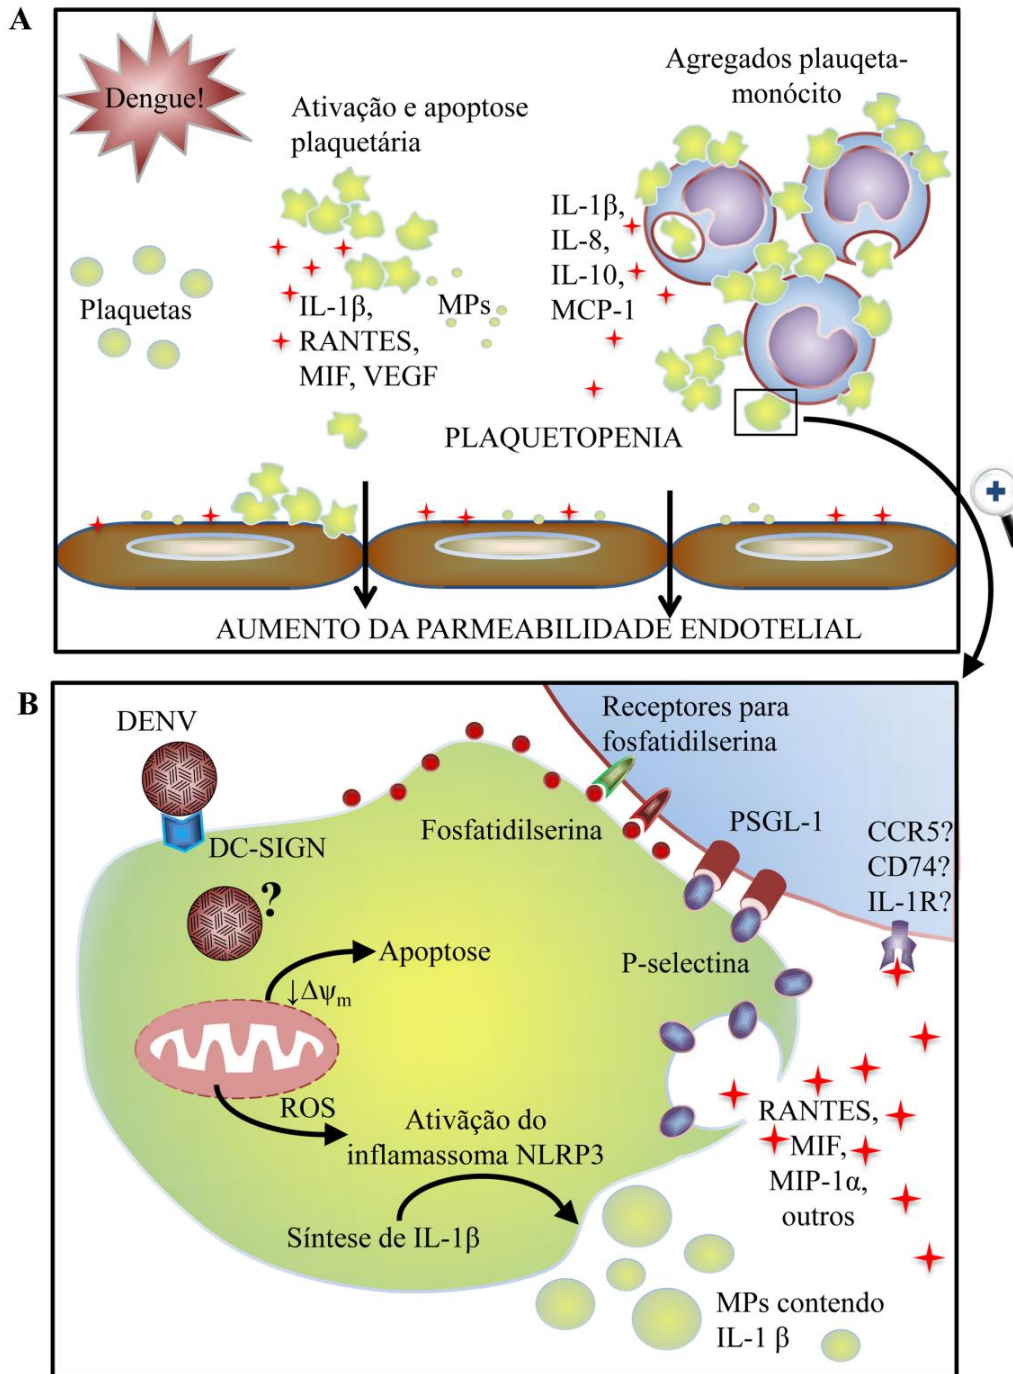 A
Dengue!
Ativação e apoptose
plaquetária
Agregados plauqeta-
monócito
IL-1β,
IL-8,
IL-10,
MCP-1
Plaquetas
IL-1β,
RANTES,
MIF, VEGF
MPs
PLAQUETOPENIA
AUMENTO DA PARMEABILIDADE ENDOTELIAL
B
DENV
DC-SIGN
?
Fosfatidilserina
Receptores para
fosfatidilserina
PSGL-1
CCR5?
CD74?
IL-1R?
P-selectina
Apoptose
↓Δψm
ROS
Ativãção do
inflamassoma NLRP3
Síntese de IL-1β
RANTES,
MIF,
MIP-1α,
outros
MPs contendo
IL-1 β